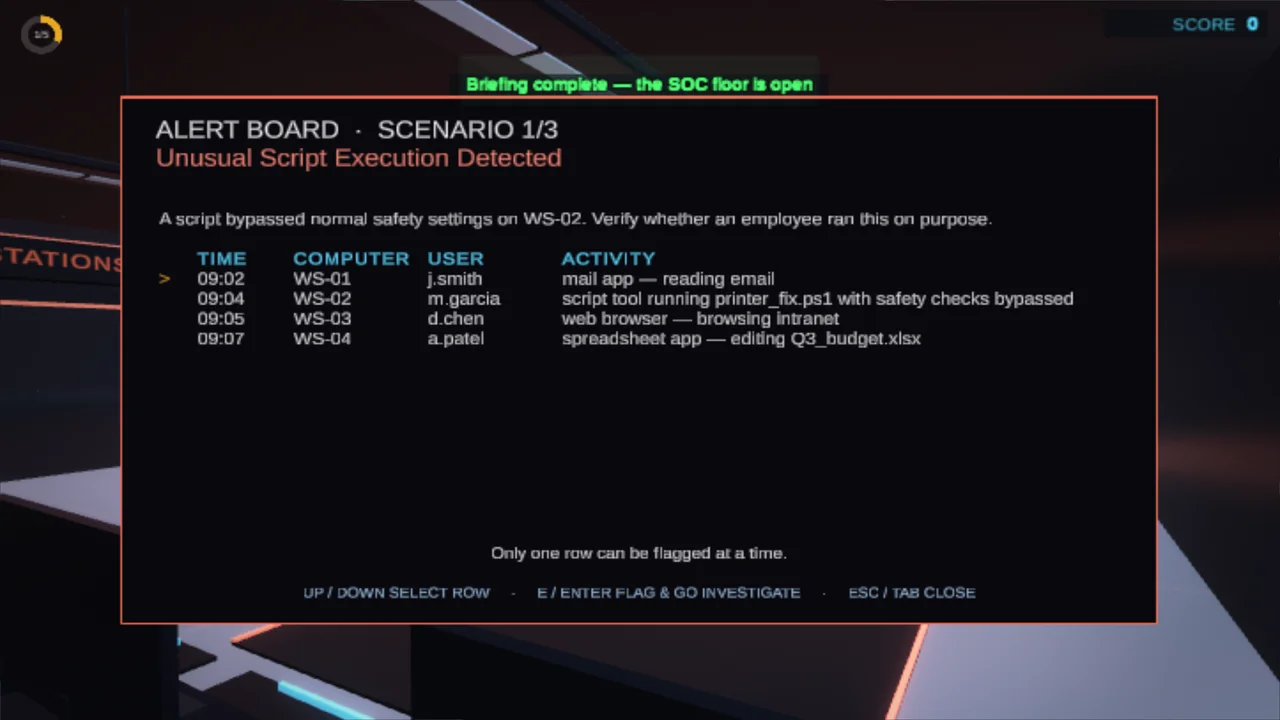 1/5
SCORE 0
Briefing complete — the SOC floor is open
ALERT BOARD · SCENARIO 1/3
Unusual Script Execution Detected
A script bypassed normal safety settings on WS-02. Verify whether an employee ran this on purpose.
TIME COMPUTER USER ACTIVITY
> 09:02 WS-01 j.smith mail app — reading email
09:04 WS-02 m.garcia script tool running printer_fix.ps1 with safety checks bypassed
09:05 WS-03 d.chen web browser — browsing intranet
09:07 WS-04 a.patel spreadsheet app — editing Q3_budget.xlsx
STATIONS
Only one row can be flagged at a time.
UP / DOWN SELECT ROW · E / ENTER FLAG & GO INVESTIGATE · ESC / TAB CLOSE